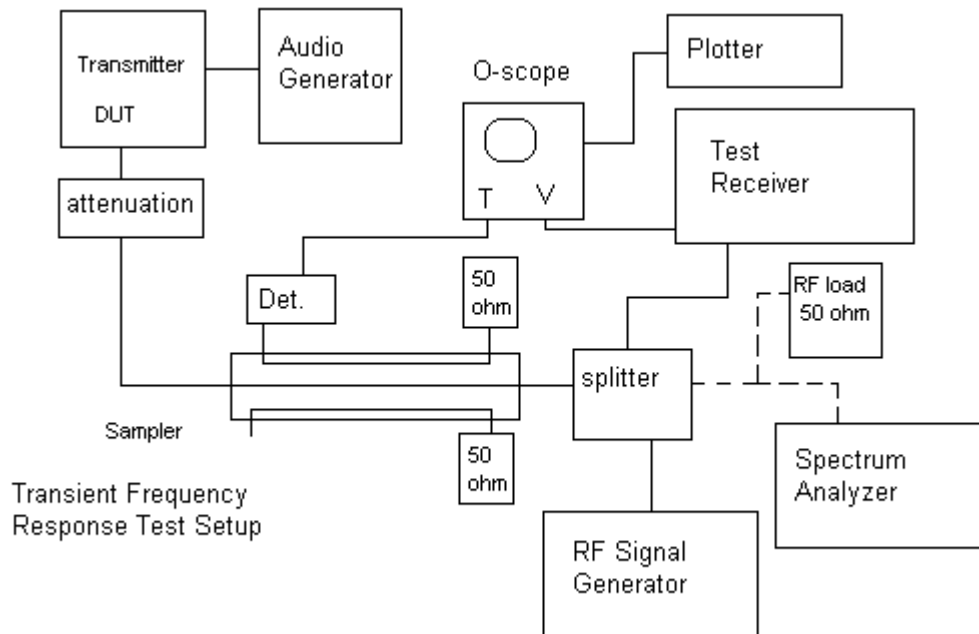 Transmitter
DUT
Audio
Generator
O-scope
Plotter
T V
Test
Receiver
attenuation
Det.
50
ohm
RF load
50 ohm
splitter
Sampler
50
ohm
Spectrum
Analyzer
Transient Frequency
Response Test Setup
RF Signal
Generator